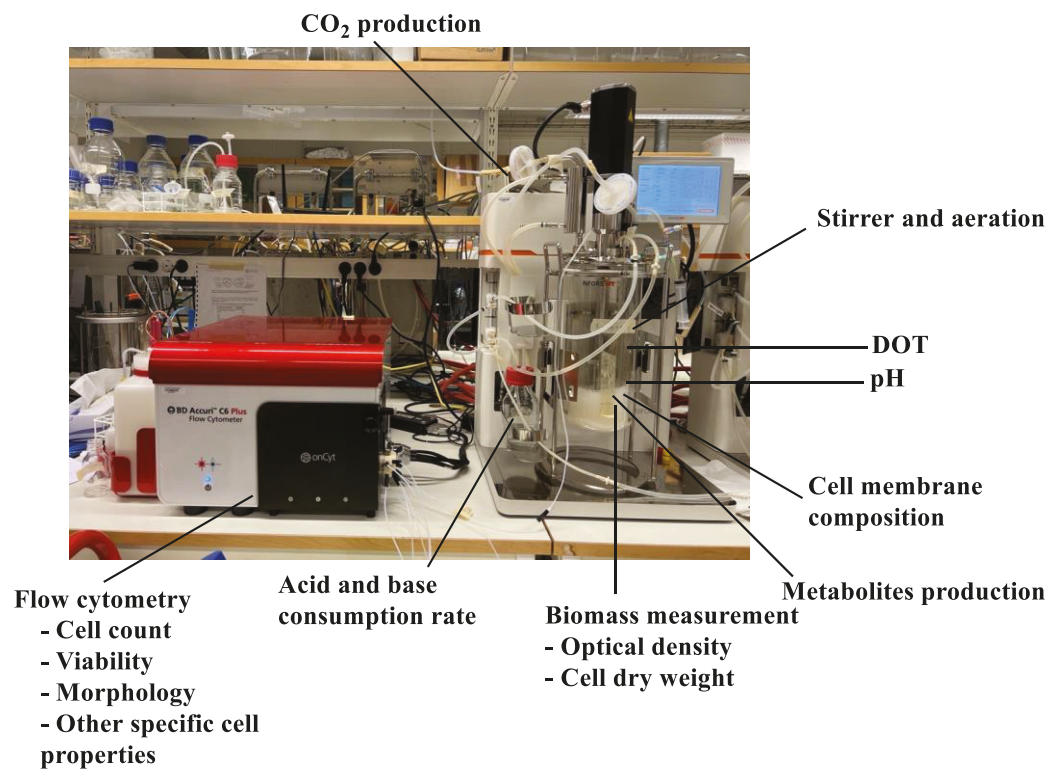 CO₂ production
Stirrer and aeration
DOT
pH
Cell membrane
composition
Metabolites production
Biomass measurement
- Optical density
- Cell dry weight
Acid and base
consumption rate
Flow cytometry
- Cell count
- Viability
- Morphology
- Other specific cell
properties
BD Accuri™ C6 Plus
Flow Cytometer
onCyt